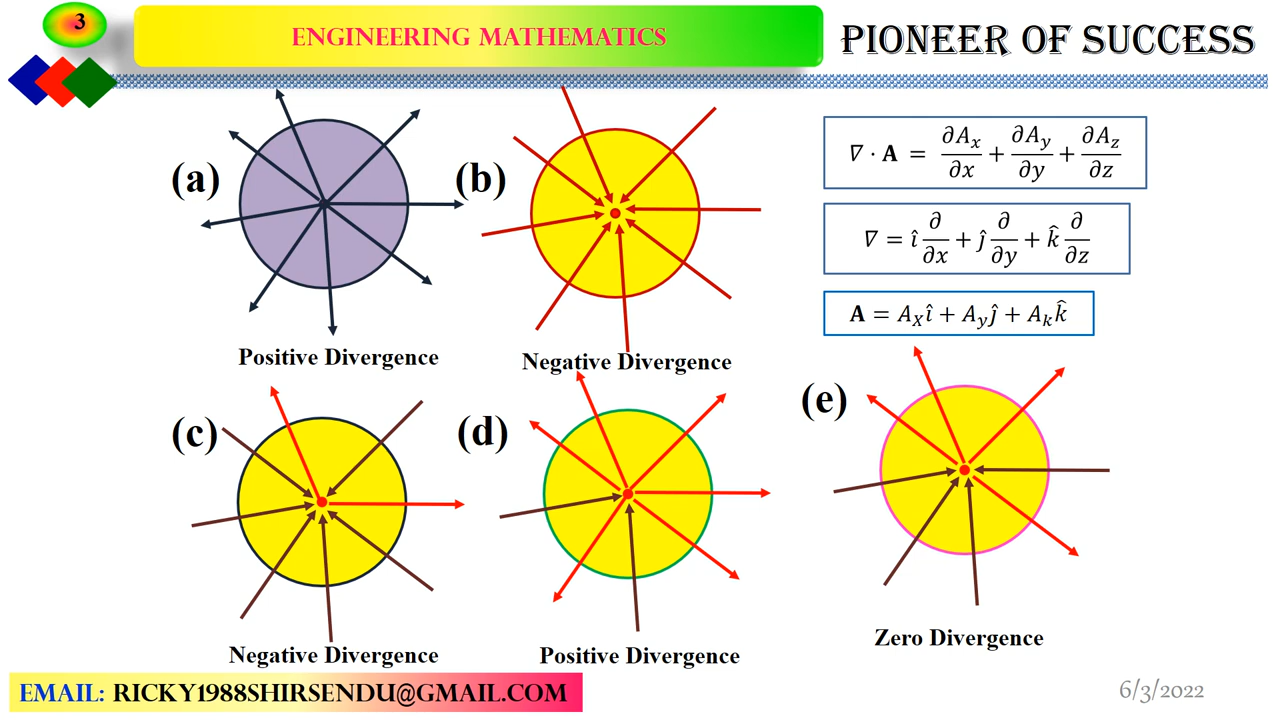 3
ENGINEERING MATHEMATICS
PIONEER OF SUCCESS
(a)
Positive Divergence
(b)
Negative Divergence
∇ · A = ∂Aₓ/∂x + ∂A_y/∂y + ∂A_z/∂z
∇ = î ∂/∂x + ĵ ∂/∂y + k̂ ∂/∂z
A = A_X î + A_y ĵ + A_k k̂
(c)
Negative Divergence
(d)
Positive Divergence
(e)
Zero Divergence
EMAIL: RICKY1988SHIRSENDU@GMAIL.COM
6/3/2022